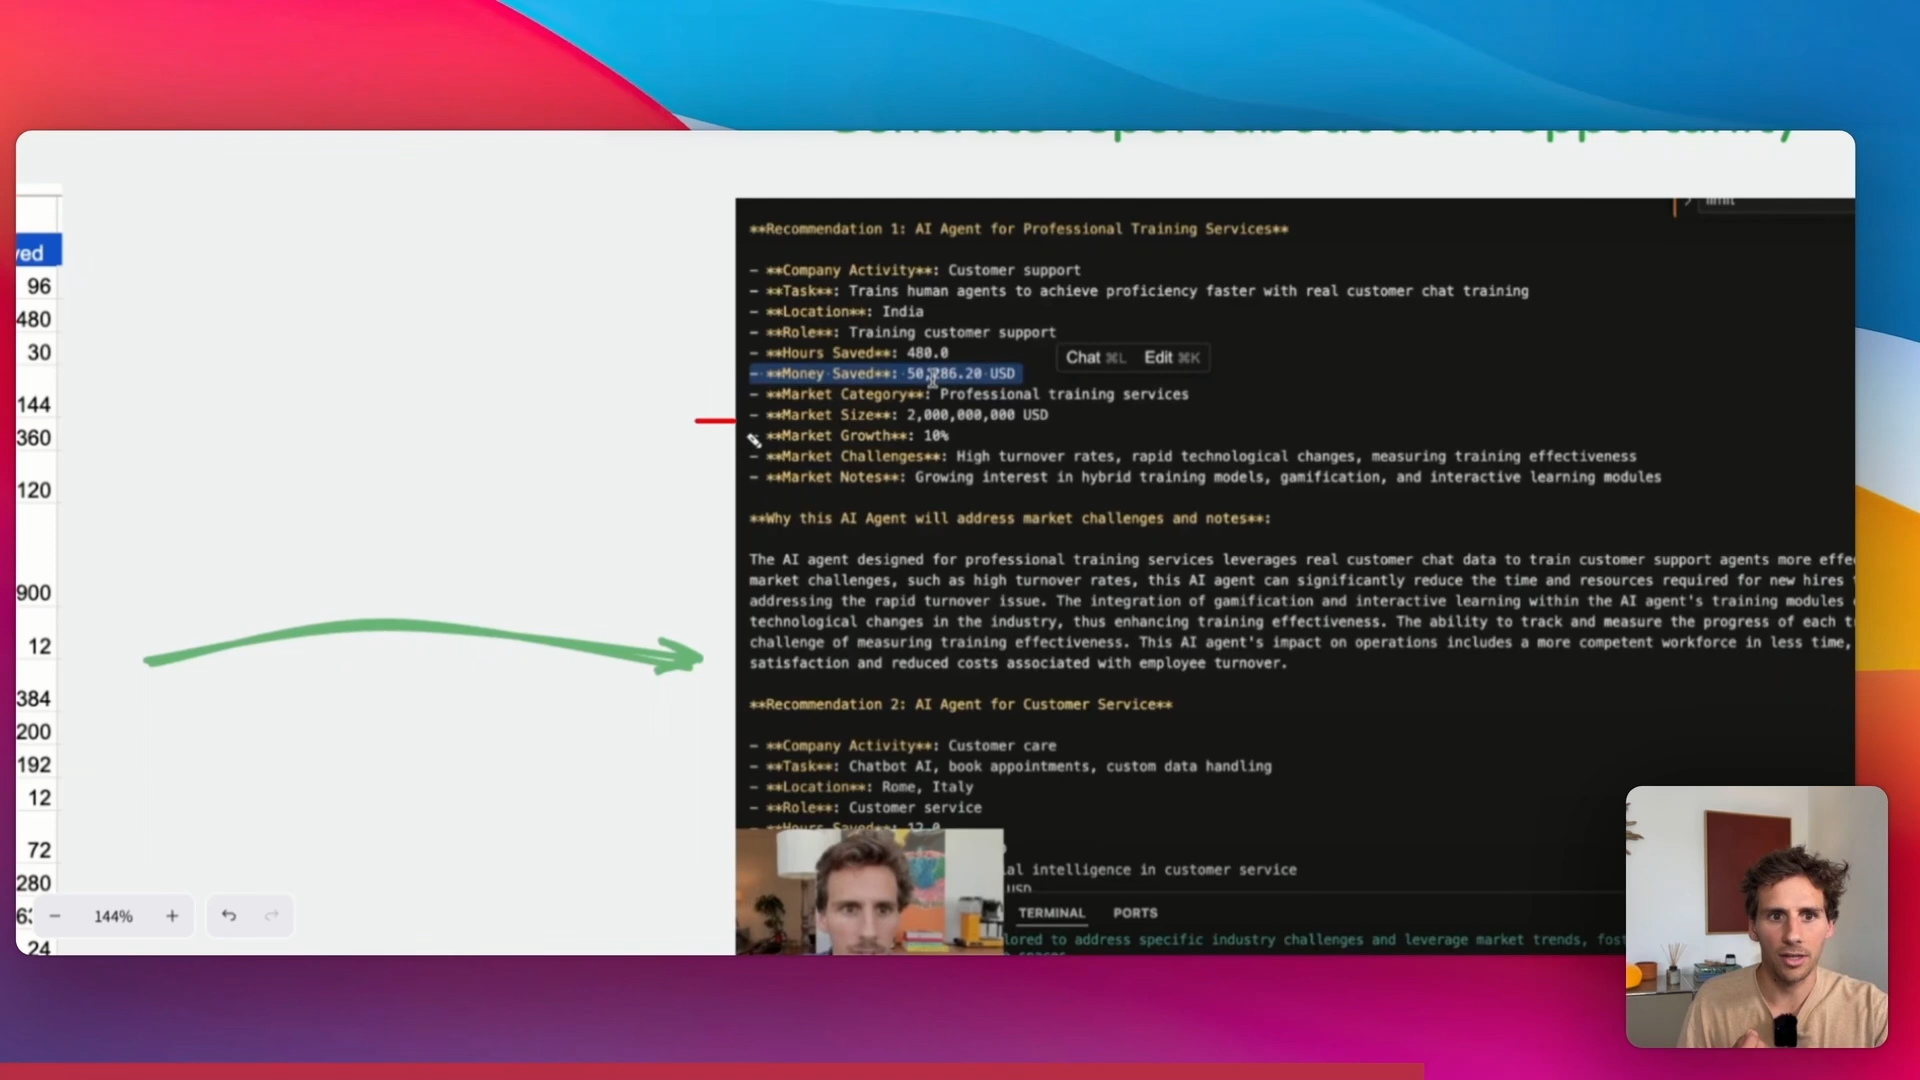 Generate report about each opportunity
limit
ved
96
480
30
144
360
120
900
12
384
200
192
12
72
280
24
144%
**Recommendation 1: AI Agent for Professional Training Services**
– **Company Activity**: Customer support
– **Task**: Trains human agents to achieve proficiency faster with real customer chat training
– **Location**: India
– **Role**: Training customer support
– **Hours Saved**: 480.0
Chat ⌘L Edit ⌘K
– **Money Saved**: 50,286.20 USD
– **Market Category**: Professional training services
– **Market Size**: 2,000,000,000 USD
– **Market Growth**: 10%
– **Market Challenges**: High turnover rates, rapid technological changes, measuring training effectiveness
– **Market Notes**: Growing interest in hybrid training models, gamification, and interactive learning modules
**Why this AI Agent will address market challenges and notes**:
The AI agent designed for professional training services leverages real customer chat data to train customer support agents more effe
market challenges, such as high turnover rates, this AI agent can significantly reduce the time and resources required for new hires
addressing the rapid turnover issue. The integration of gamification and interactive learning within the AI agent's training modules
technological changes in the industry, thus enhancing training effectiveness. The ability to track and measure the progress of each t
challenge of measuring training effectiveness. This AI agent's impact on operations includes a more competent workforce in less time,
satisfaction and reduced costs associated with employee turnover.
**Recommendation 2: AI Agent for Customer Service**
– **Company Activity**: Customer care
– **Task**: Chatbot AI, book appointments, custom data handling
– **Location**: Rome, Italy
– **Role**: Customer service
– **Hours Saved**: 12.0
al intelligence in customer service
USD
TERMINAL PORTS
lored to address specific industry challenges and leverage market trends, fost